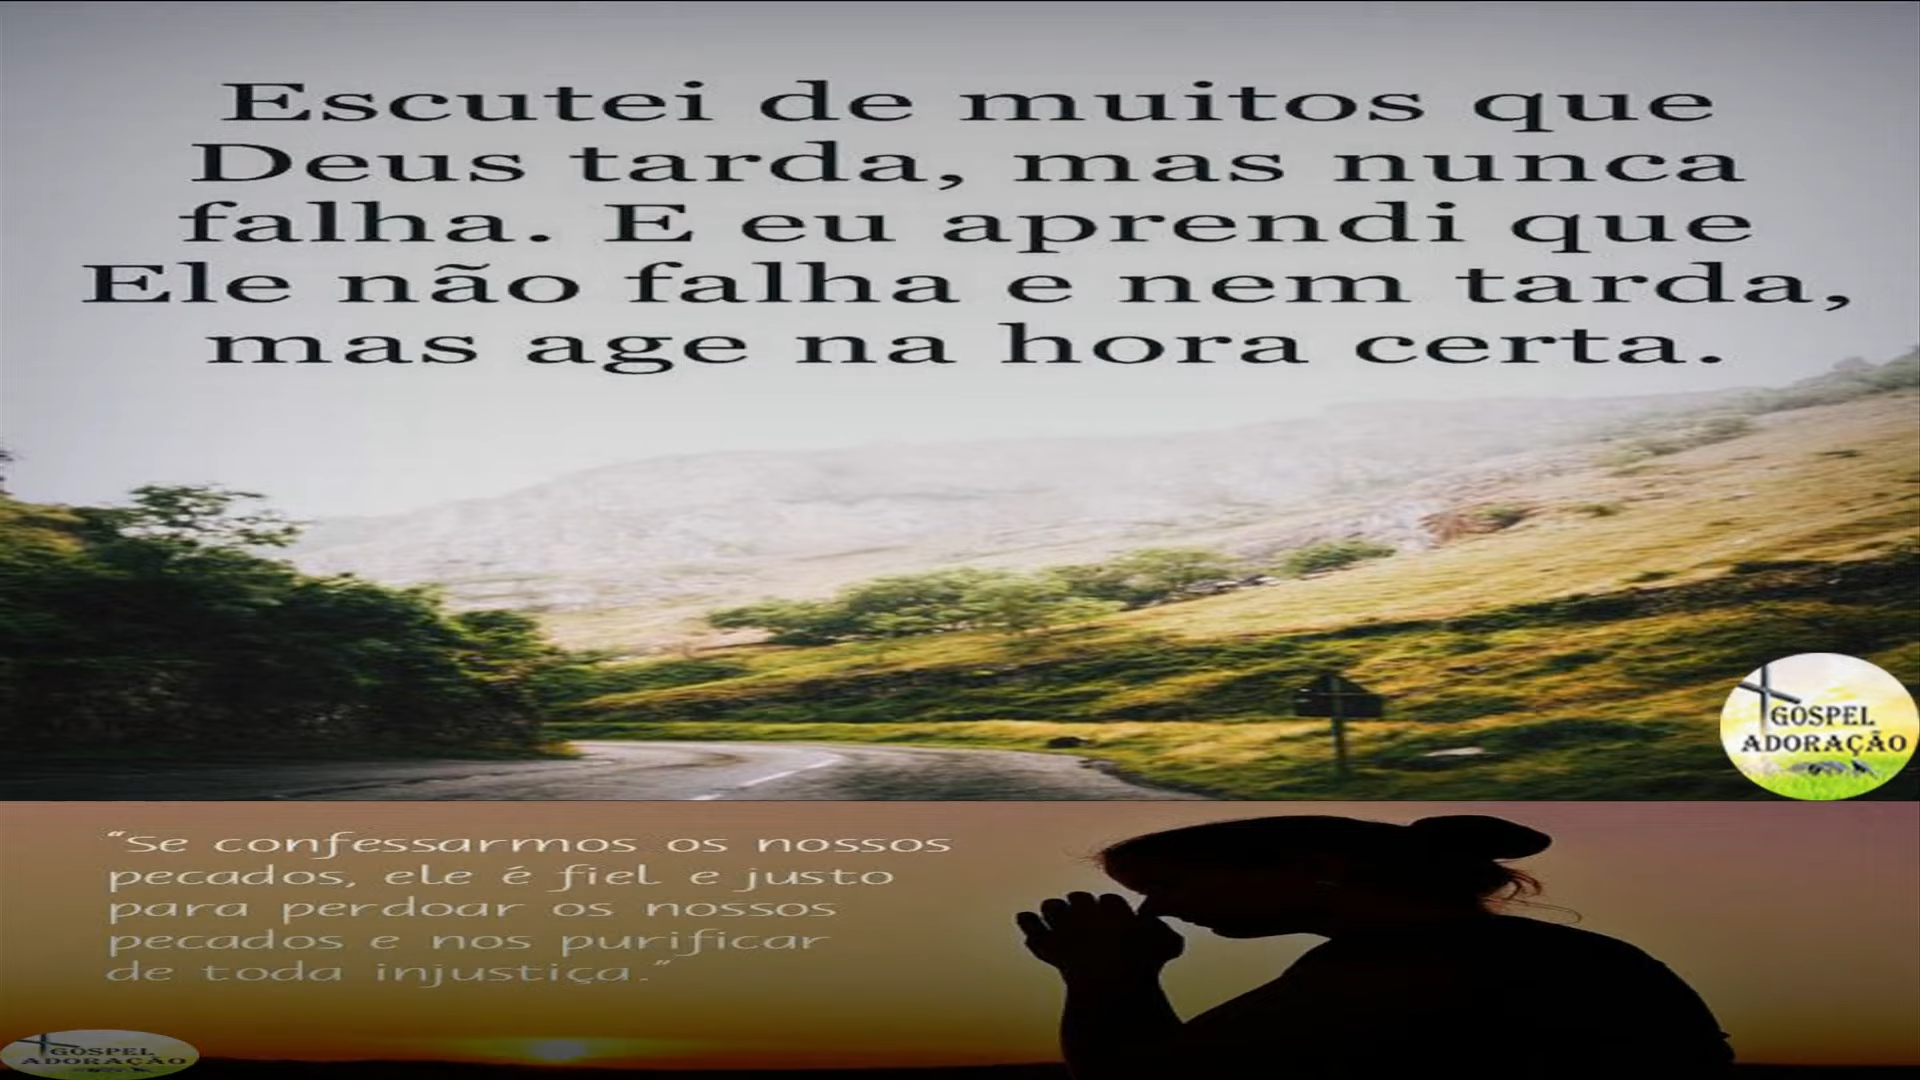 Escutei de muitos que
Deus tarda, mas nunca
falha. E eu aprendi que
Ele não falha e nem tarda,
mas age na hora certa.
GOSPEL
ADORAÇÃO
“Se confessarmos os nossos
pecados, ele é fiel e justo
para perdoar os nossos
pecados e nos purificar
de toda injustiça.”
GOSPEL
ADORAÇÃO